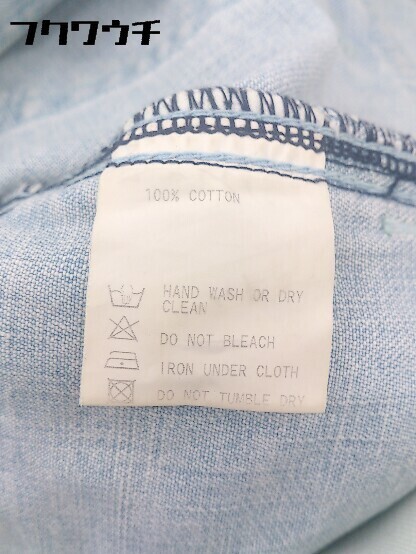 フクワウチ
100% COTTON
HAND WASH OR DRY
CLEAN
DO NOT BLEACH
IRON UNDER CLOTH
DO NOT TUMBLE DRY